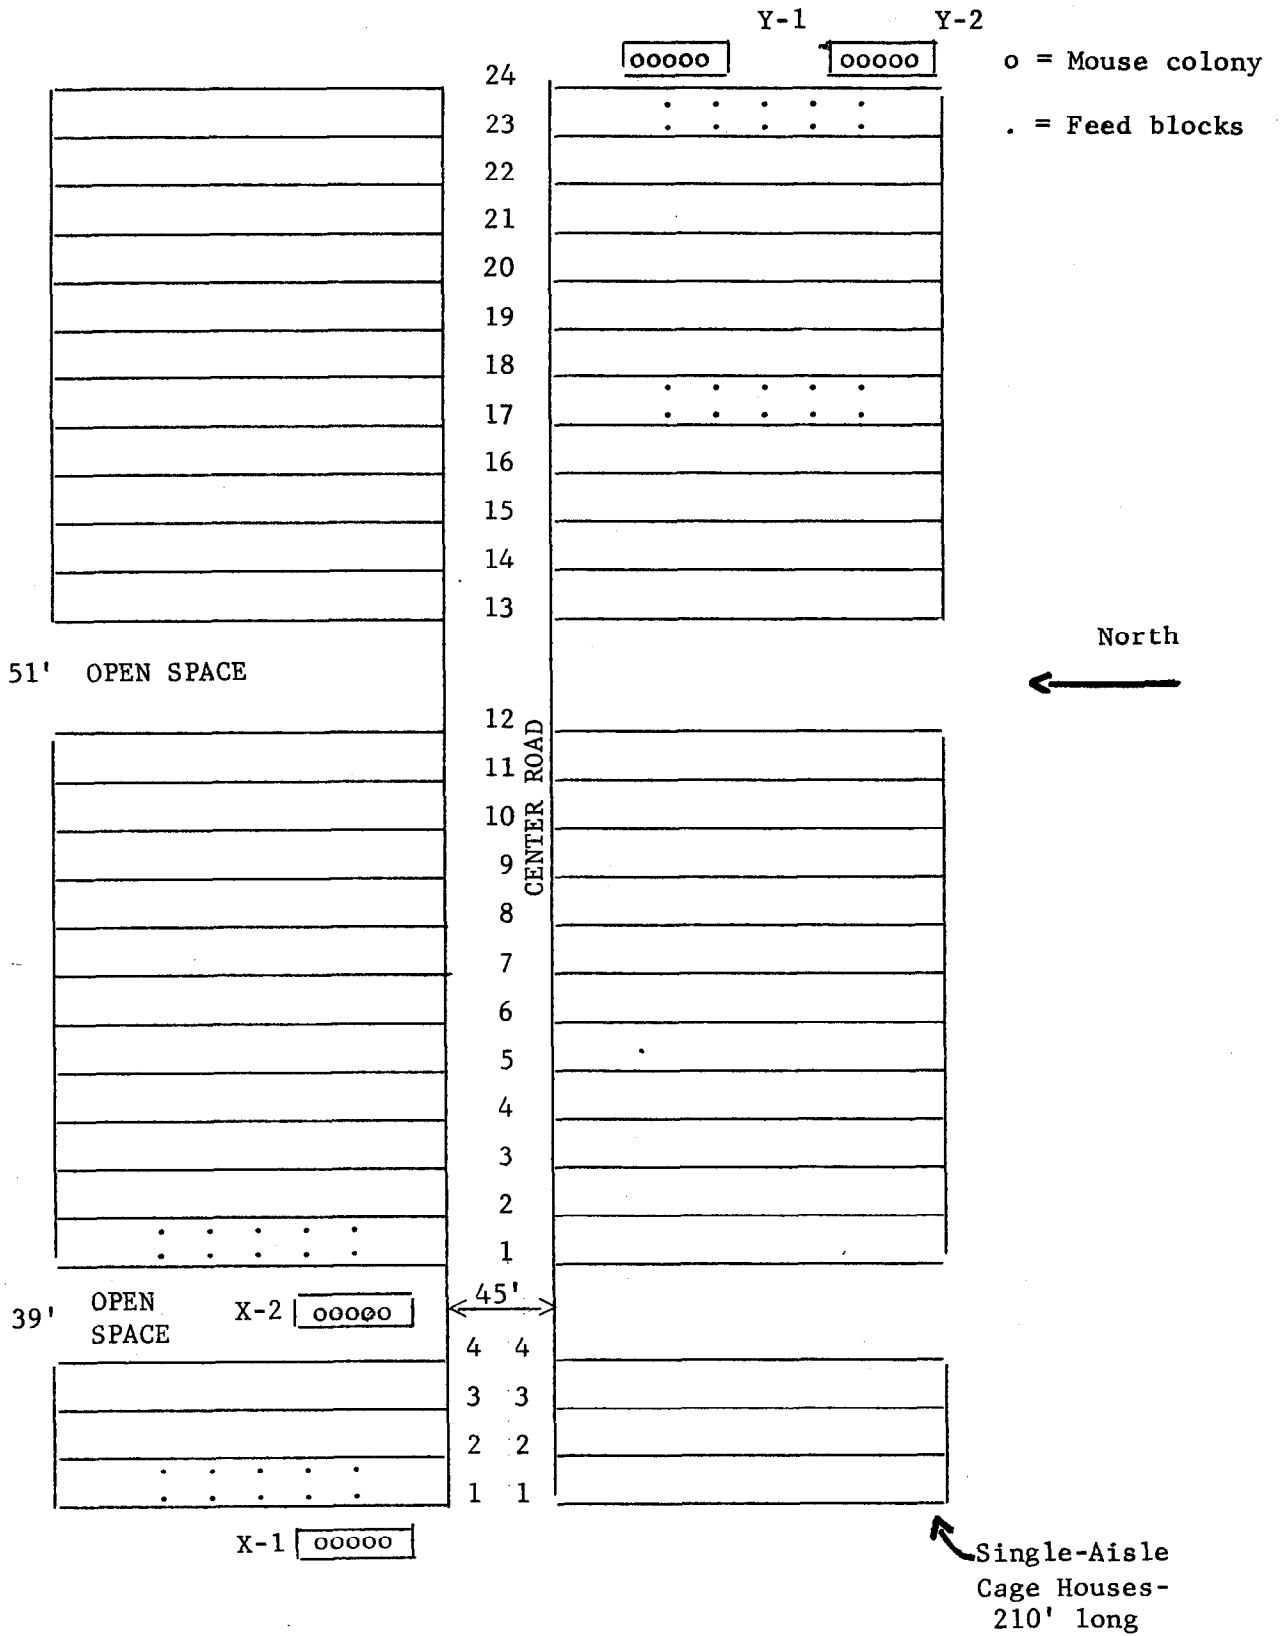 Y-1 Y-2
ooooo ooooo
o = Mouse colony
. = Feed blocks
24
23
22
21
20
19
18
17
16
15
14
13
North
51' OPEN SPACE
12
11
10
9
8
7
6
5
4
3
2
1
CENTER ROAD
45'
39' OPEN
SPACE
X-2 ooooo
4 4
3 3
2 2
1 1
X-1 ooooo
Single-Aisle
Cage Houses-
210' long